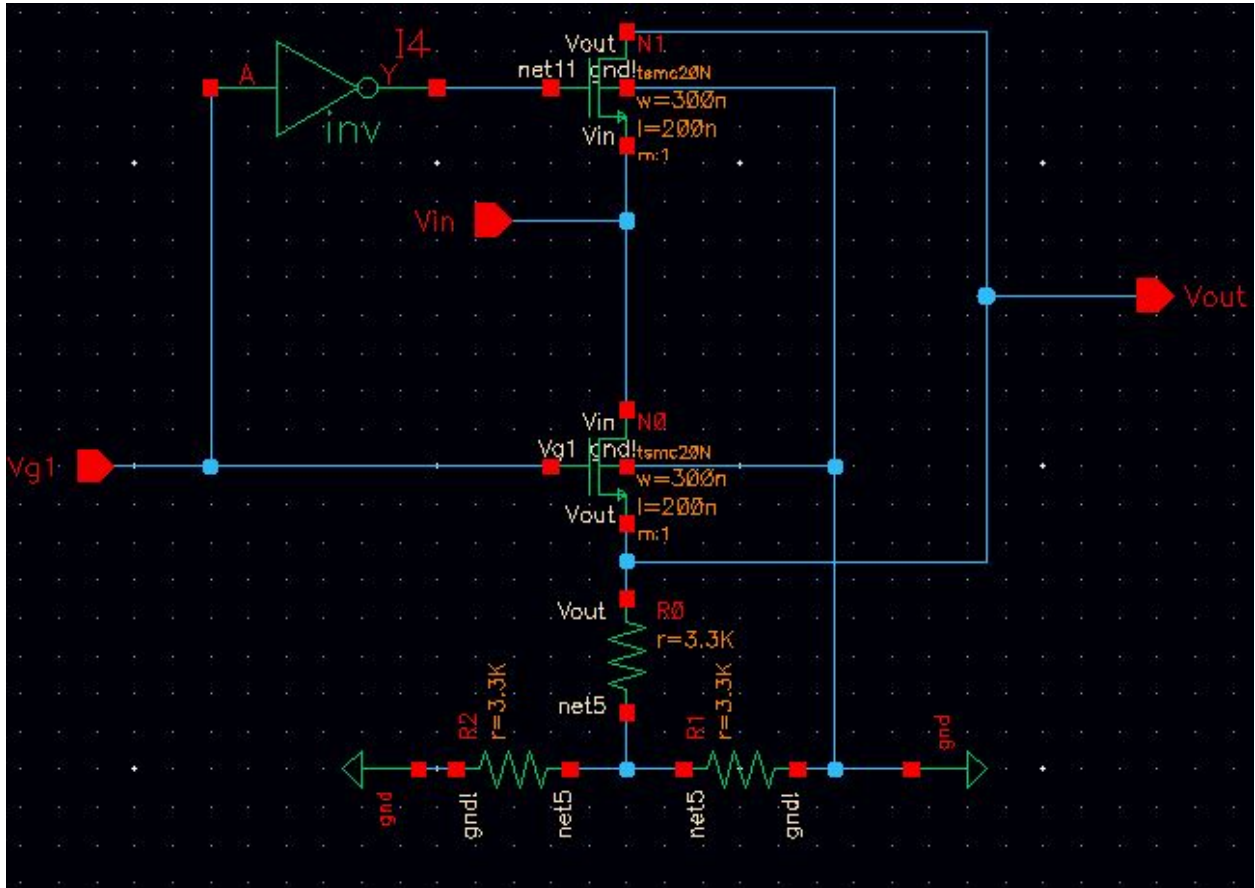 I4
Vout N1
A Y net11 gnd! tsmc20N
w=300n
inv Vin l=200n
m:1
Vin
Vout
Vin N0
Vg1 Vg1 gnd! tsmc20N
w=300n
Vout l=200n
m:1
Vout R0
r=3.3K
R2 r=3.3K net5 R1 r=3.3K gnd
gnd gnd! net5 net5 gnd!